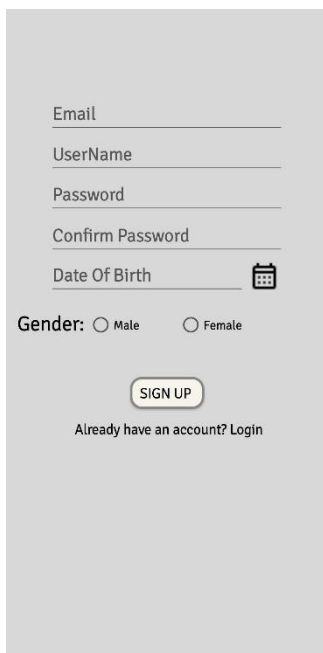 Email
UserName
Password
Confirm Password
Date Of Birth
Gender: Male Female
SIGN UP
Already have an account? Login